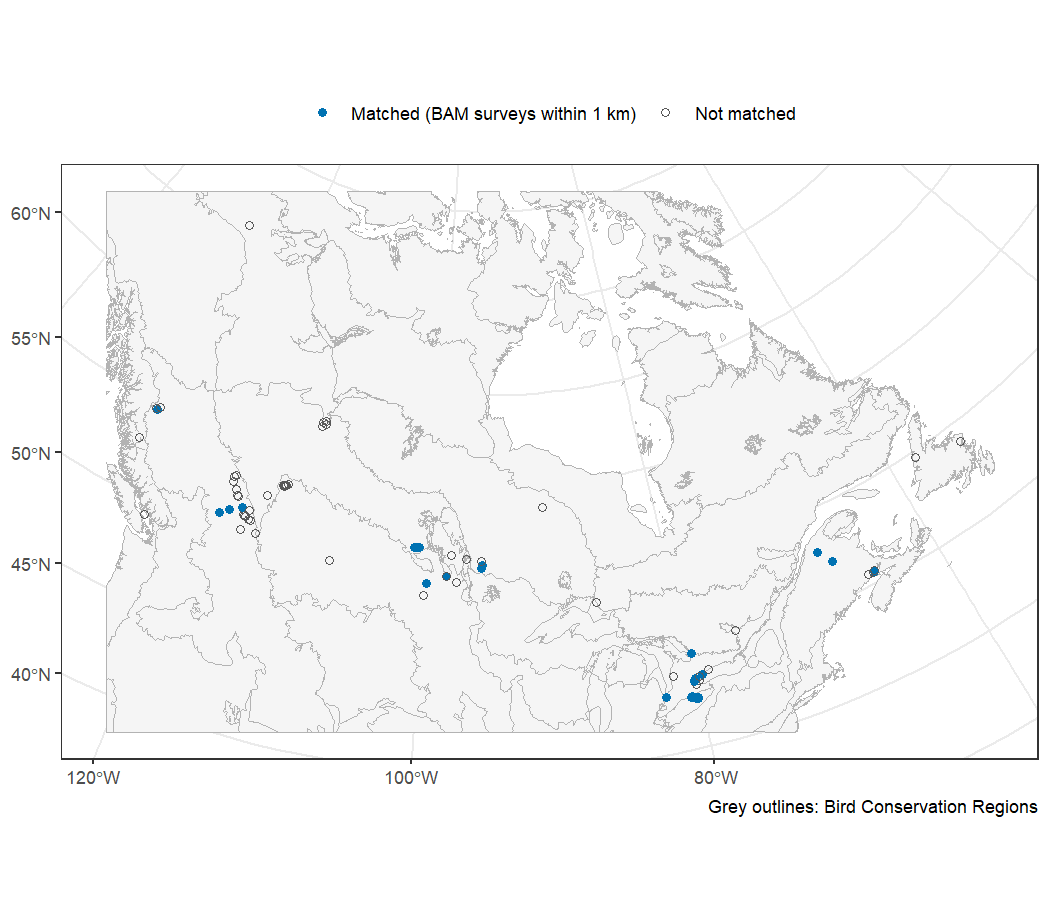 Matched (BAM surveys within 1 km) Not matched
60°N
55°N
50°N
45°N
40°N
120°W 100°W 80°W
Grey outlines: Bird Conservation Regions